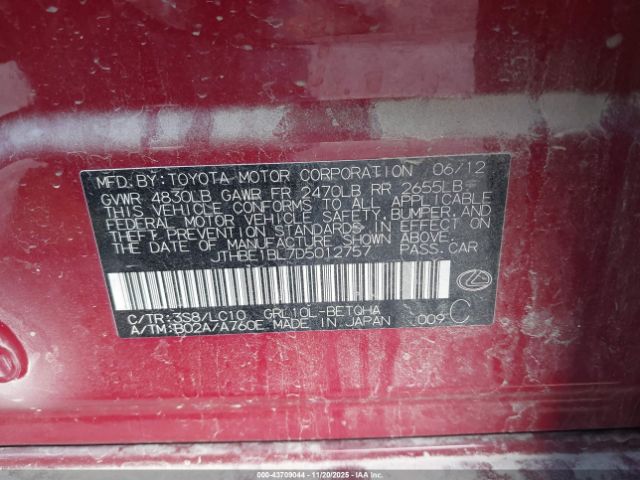 MFD.BY:TOYOTA MOTOR CORPORATION 06/12
GVWR 4830LB GAWR FR 2470LB RR 2655LB
THIS VEHICLE CONFORMS TO ALL APPLICABLE
FEDERAL MOTOR VEHICLE SAFETY, BUMPER, AND
THEFT PREVENTION STANDARDS IN EFFECT ON
THE DATE OF MANUFACTURE SHOWN ABOVE.
JTHBE1BL7D5012757 PASS.CAR
C/TR:3S8/LC10 GRL10L-BETQHA
A/TM:B02A/A760E MADE IN JAPAN 009 C
000-43709044 | 11/20/2025 - IAAI.COM